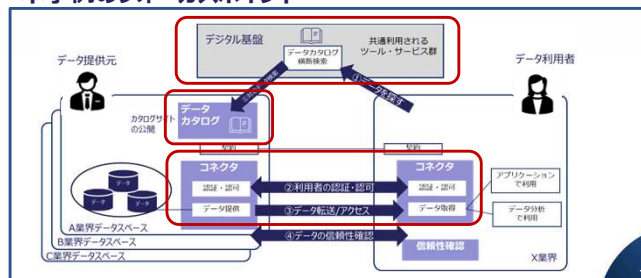 デジタル基盤
データカタログ
横断検索
共通利用される
ツール・サービス群
データ提供元
データ利用者
①データを探す
カタログサイト
の公開
データ
カタログ
契約
契約
コネクタ
コネクタ
認証・認可
②利用者の認証・認可
認証・認可
データ提供
③データ転送/アクセス
データ取得
アプリケーション
で利用
データ分析
で利用
データ
データ
データ
A業界データスペース
B業界データスペース
C業界データスペース
④データの信頼性確認
信頼性確認
X業界